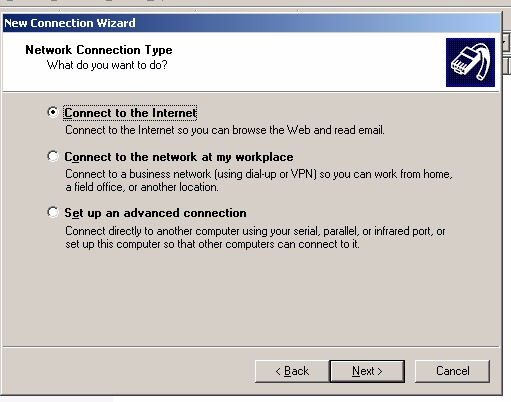 New Connection Wizard
Network Connection Type
What do you want to do?
Connect to the Internet
Connect to the Internet so you can browse the Web and read email.
Connect to the network at my workplace
Connect to a business network (using dial-up or VPN) so you can work from home,
a field office, or another location.
Set up an advanced connection
Connect directly to another computer using your serial, parallel, or infrared port, or
set up this computer so that other computers can connect to it.
< Back
Next >
Cancel